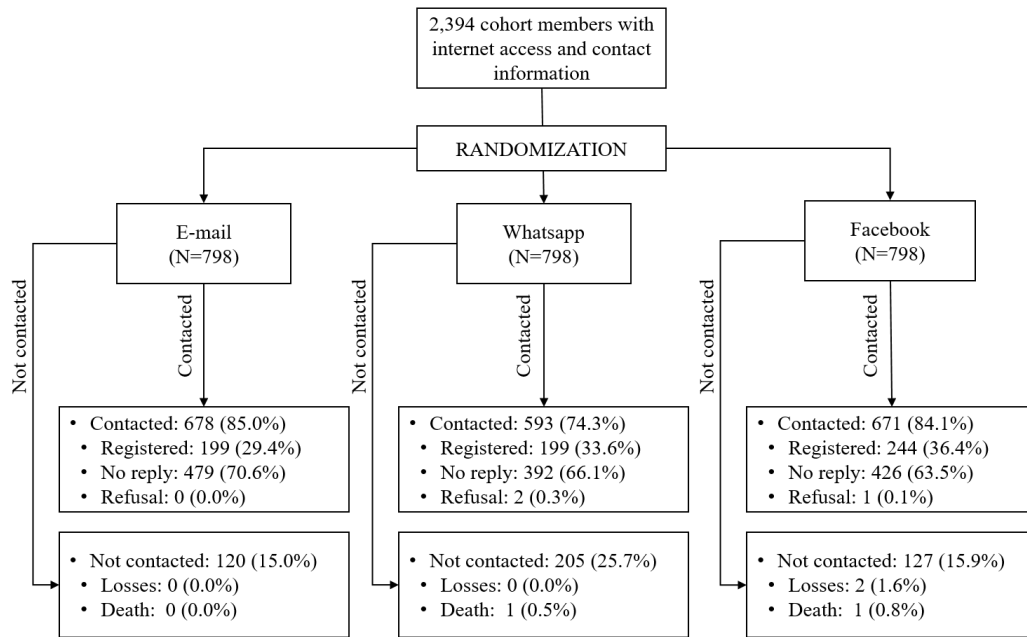 2,394 cohort members with
internet access and contact
information
RANDOMIZATION
E-mail
(N=798)
Whatsapp
(N=798)
Facebook
(N=798)
Not contacted
Contacted
Not contacted
Contacted
Not contacted
Contacted
• Contacted: 678 (85.0%)
• Registered: 199 (29.4%)
• No reply: 479 (70.6%)
• Refusal: 0 (0.0%)
• Contacted: 593 (74.3%)
• Registered: 199 (33.6%)
• No reply: 392 (66.1%)
• Refusal: 2 (0.3%)
• Contacted: 671 (84.1%)
• Registered: 244 (36.4%)
• No reply: 426 (63.5%)
• Refusal: 1 (0.1%)
• Not contacted: 120 (15.0%)
• Losses: 0 (0.0%)
• Death: 0 (0.0%)
• Not contacted: 205 (25.7%)
• Losses: 0 (0.0%)
• Death: 1 (0.5%)
• Not contacted: 127 (15.9%)
• Losses: 2 (1.6%)
• Death: 1 (0.8%)